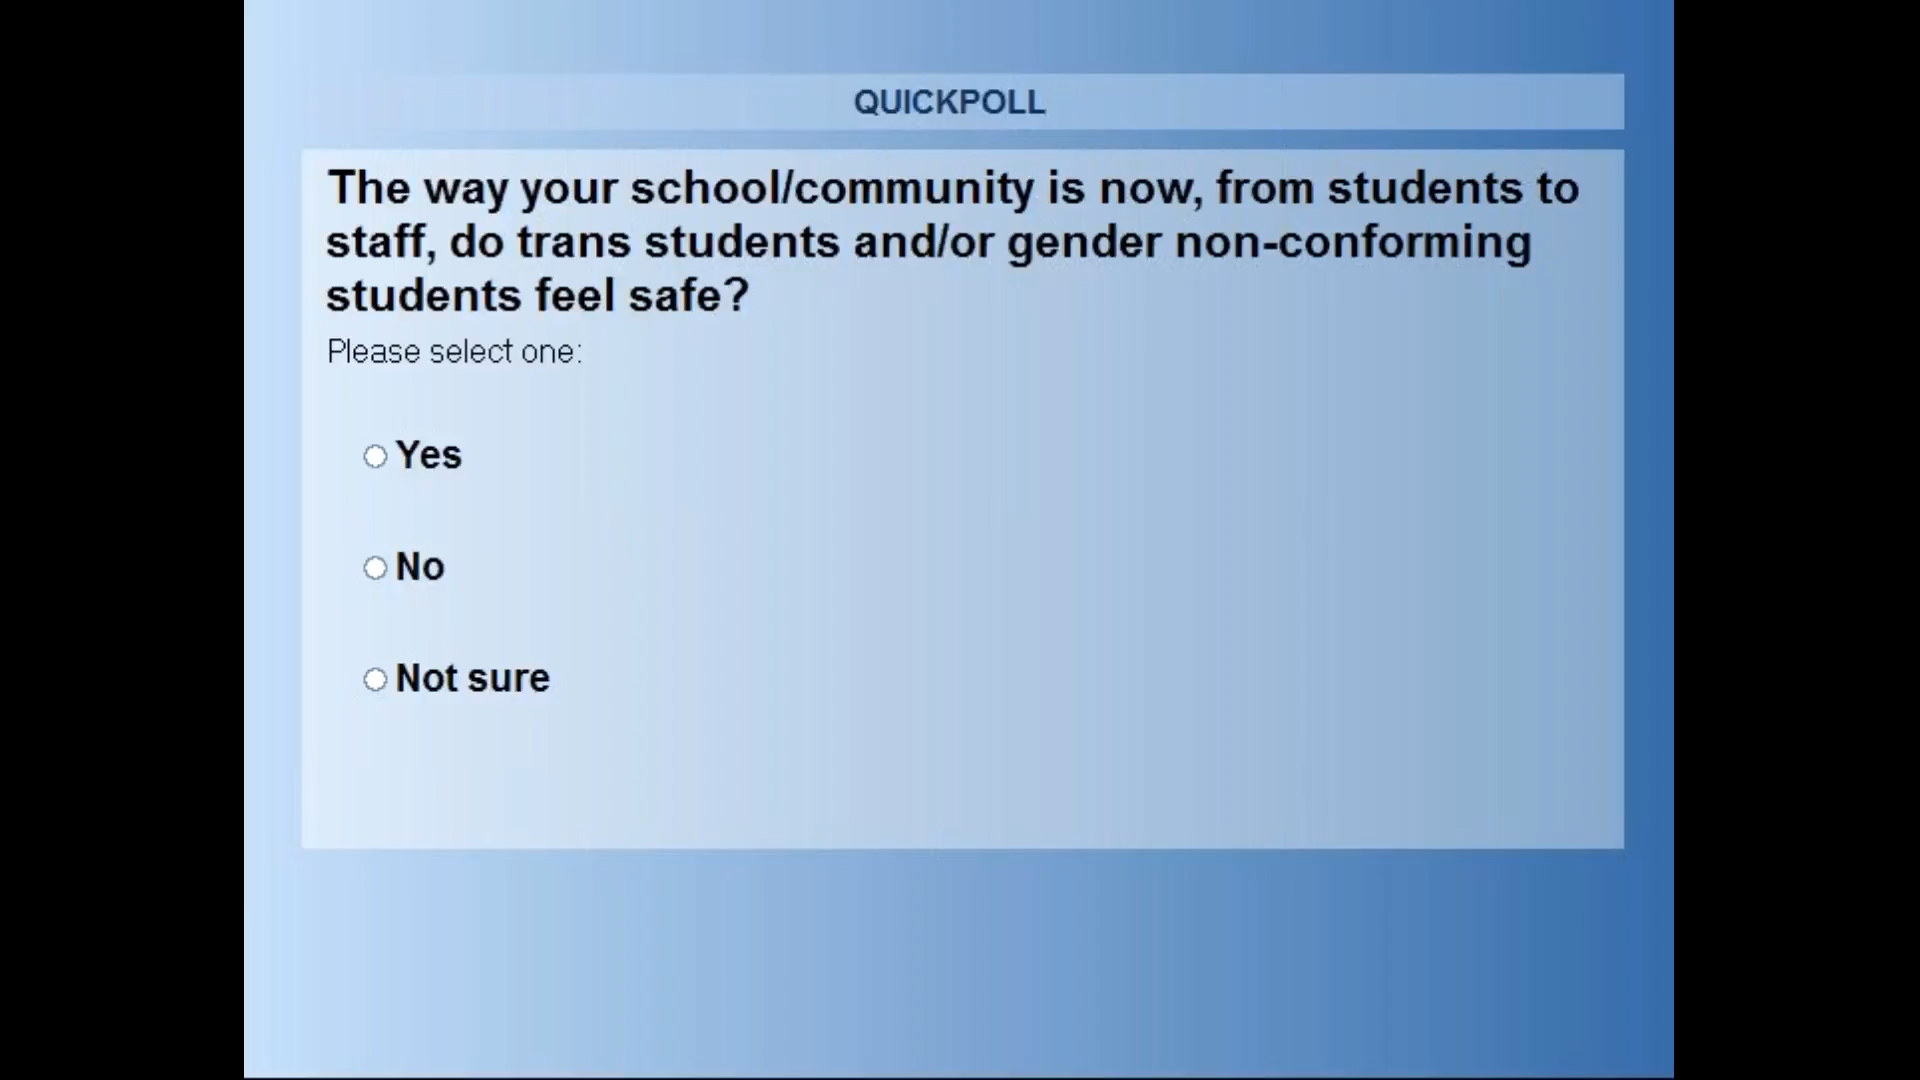 QUICKPOLL
The way your school/community is now, from students to
staff, do trans students and/or gender non-conforming
students feel safe?
Please select one:
Yes
No
Not sure